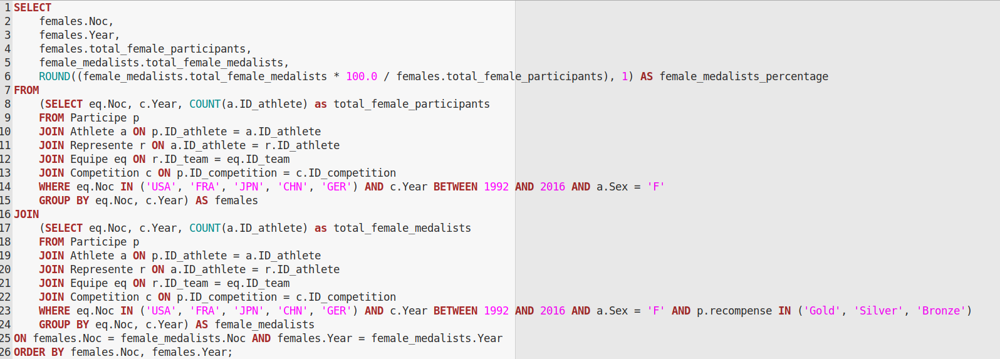 1 SELECT
2     females.Noc,
3     females.Year,
4     females.total_female_participants,
5     female_medalists.total_female_medalists,
6     ROUND((female_medalists.total_female_medalists * 100.0 / females.total_female_participants), 1) AS female_medalists_percentage
7 FROM
8     (SELECT eq.Noc, c.Year, COUNT(a.ID_athlete) as total_female_participants
9     FROM Participe p
10     JOIN Athlete a ON p.ID_athlete = a.ID_athlete
11     JOIN Represente r ON a.ID_athlete = r.ID_athlete
12     JOIN Equipe eq ON r.ID_team = eq.ID_team
13     JOIN Competition c ON p.ID_competition = c.ID_competition
14     WHERE eq.Noc IN ('USA', 'FRA', 'JPN', 'CHN', 'GER') AND c.Year BETWEEN 1992 AND 2016 AND a.Sex = 'F'
15     GROUP BY eq.Noc, c.Year) AS females
16 JOIN
17     (SELECT eq.Noc, c.Year, COUNT(a.ID_athlete) as total_female_medalists
18     FROM Participe p
19     JOIN Athlete a ON p.ID_athlete = a.ID_athlete
20     JOIN Represente r ON a.ID_athlete = r.ID_athlete
21     JOIN Equipe eq ON r.ID_team = eq.ID_team
22     JOIN Competition c ON p.ID_competition = c.ID_competition
23     WHERE eq.Noc IN ('USA', 'FRA', 'JPN', 'CHN', 'GER') AND c.Year BETWEEN 1992 AND 2016 AND a.Sex = 'F' AND p.recompense IN ('Gold', 'Silver', 'Bronze')
24     GROUP BY eq.Noc, c.Year) AS female_medalists
25 ON females.Noc = female_medalists.Noc AND females.Year = female_medalists.Year
26 ORDER BY females.Noc, females.Year;